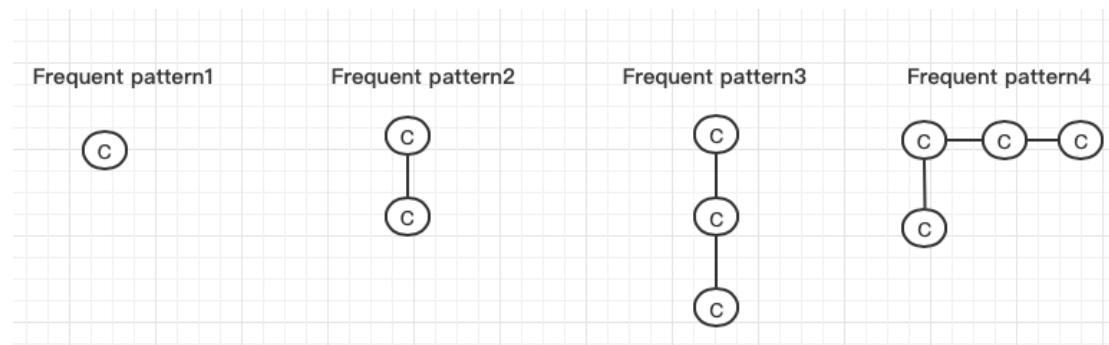 Frequent pattern1 Frequent pattern2 Frequent pattern3 Frequent pattern4
C C C C C C
C
C C C
C